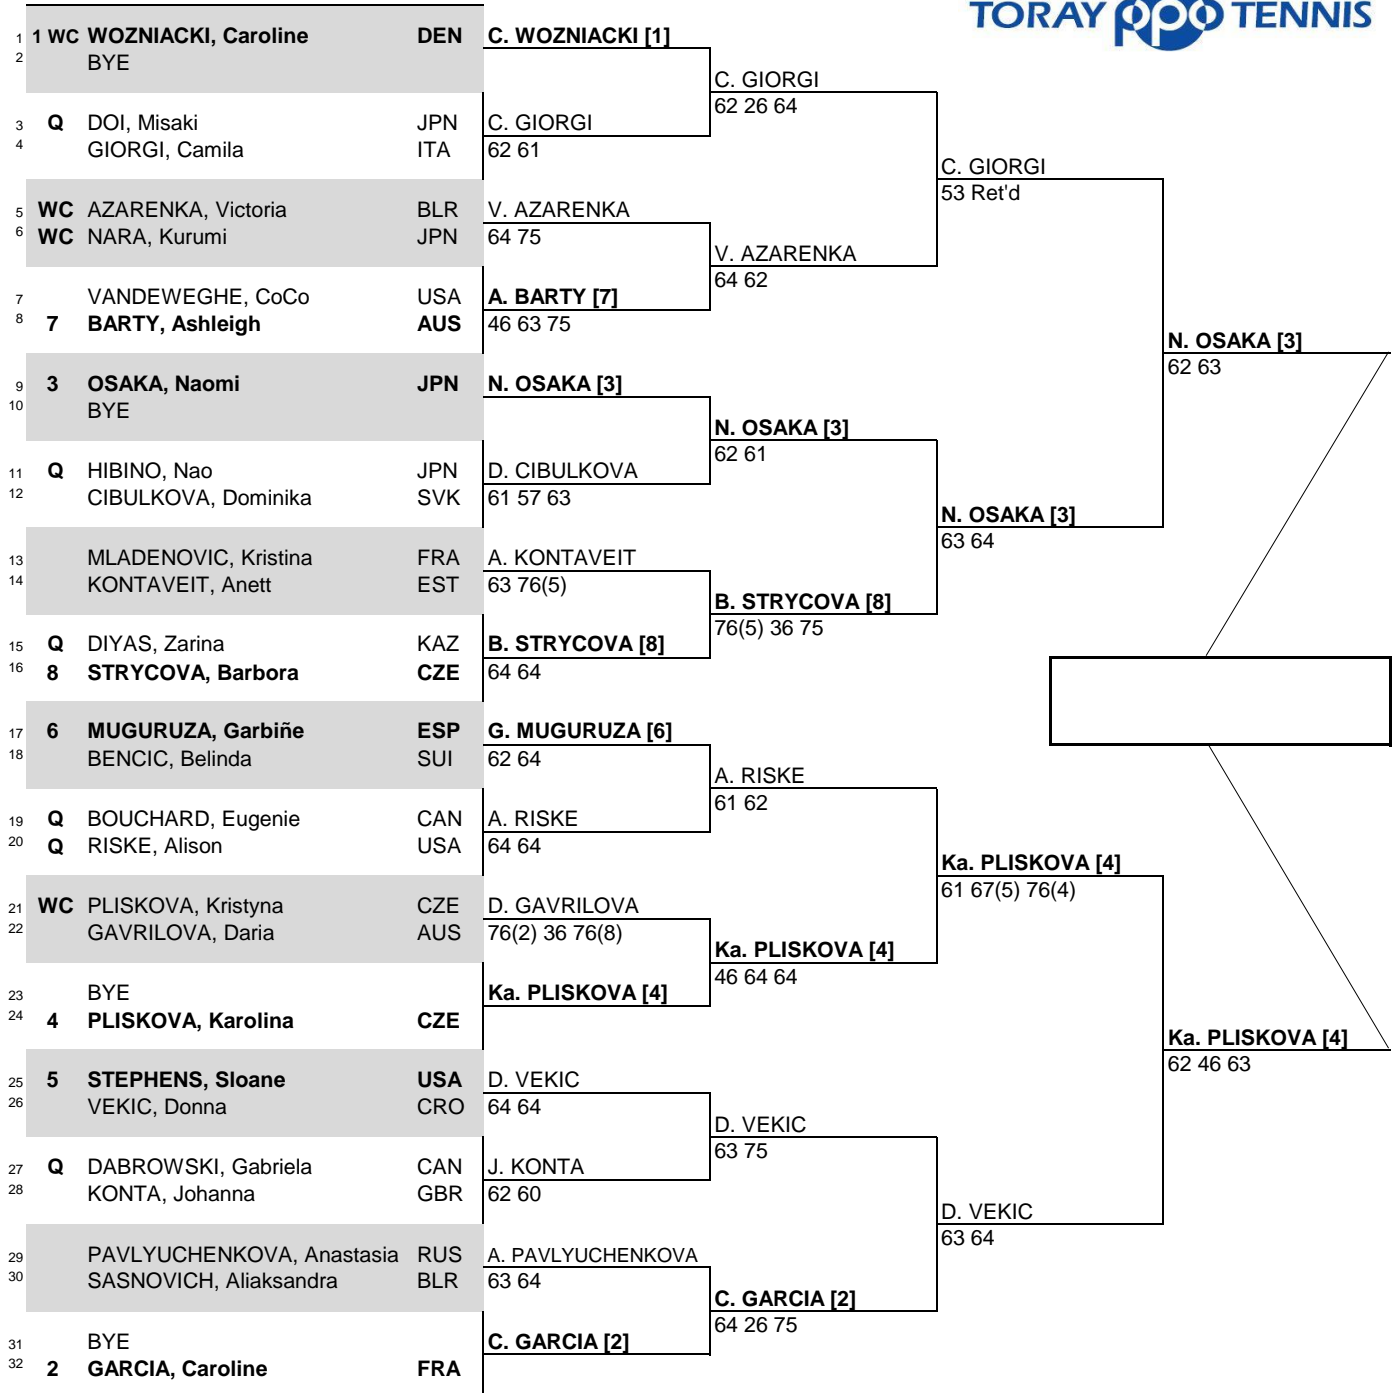 TORAY PPO TENNIS
1 1 WC WOZNIACKI, Caroline DEN
2 BYE
3 Q DOI, Misaki JPN
4 GIORGI, Camila ITA
5 WC AZARENKA, Victoria BLR
6 WC NARA, Kurumi JPN
7 VANDEWEGHE, CoCo USA
8 7 BARTY, Ashleigh AUS
9 3 OSAKA, Naomi JPN
10 BYE
11 Q HIBINO, Nao JPN
12 CIBULKOVA, Dominika SVK
13 MLADENOVIC, Kristina FRA
14 KONTAVEIT, Anett EST
15 Q DIYAS, Zarina KAZ
16 8 STRYCOVA, Barbora CZE
17 6 MUGURUZA, Garbiñe ESP
18 BENCIC, Belinda SUI
19 Q BOUCHARD, Eugenie CAN
20 Q RISKE, Alison USA
21 WC PLISKOVA, Kristyna CZE
22 GAVRILOVA, Daria AUS
23 BYE
24 4 PLISKOVA, Karolina CZE
25 5 STEPHENS, Sloane USA
26 VEKIC, Donna CRO
27 Q DABROWSKI, Gabriela CAN
28 KONTA, Johanna GBR
29 PAVLYUCHENKOVA, Anastasia RUS
30 SASNOVICH, Aliaksandra BLR
31 BYE
32 2 GARCIA, Caroline FRA
C. WOZNIACKI [1]
C. GIORGI
62 61
V. AZARENKA
64 75
A. BARTY [7]
46 63 75
N. OSAKA [3]
D. CIBULKOVA
61 57 63
A. KONTAVEIT
63 76(5)
B. STRYCOVA [8]
64 64
G. MUGURUZA [6]
62 64
A. RISKE
64 64
D. GAVRILOVA
76(2) 36 76(8)
Ka. PLISKOVA [4]
D. VEKIC
64 64
J. KONTA
62 60
A. PAVLYUCHENKOVA
63 64
C. GARCIA [2]
C. GIORGI
62 26 64
V. AZARENKA
64 62
N. OSAKA [3]
62 61
B. STRYCOVA [8]
76(5) 36 75
A. RISKE
61 62
Ka. PLISKOVA [4]
46 64 64
D. VEKIC
63 75
C. GARCIA [2]
64 26 75
C. GIORGI
53 Ret'd
N. OSAKA [3]
63 64
Ka. PLISKOVA [4]
61 67(5) 76(4)
D. VEKIC
63 64
N. OSAKA [3]
62 63
Ka. PLISKOVA [4]
62 46 63